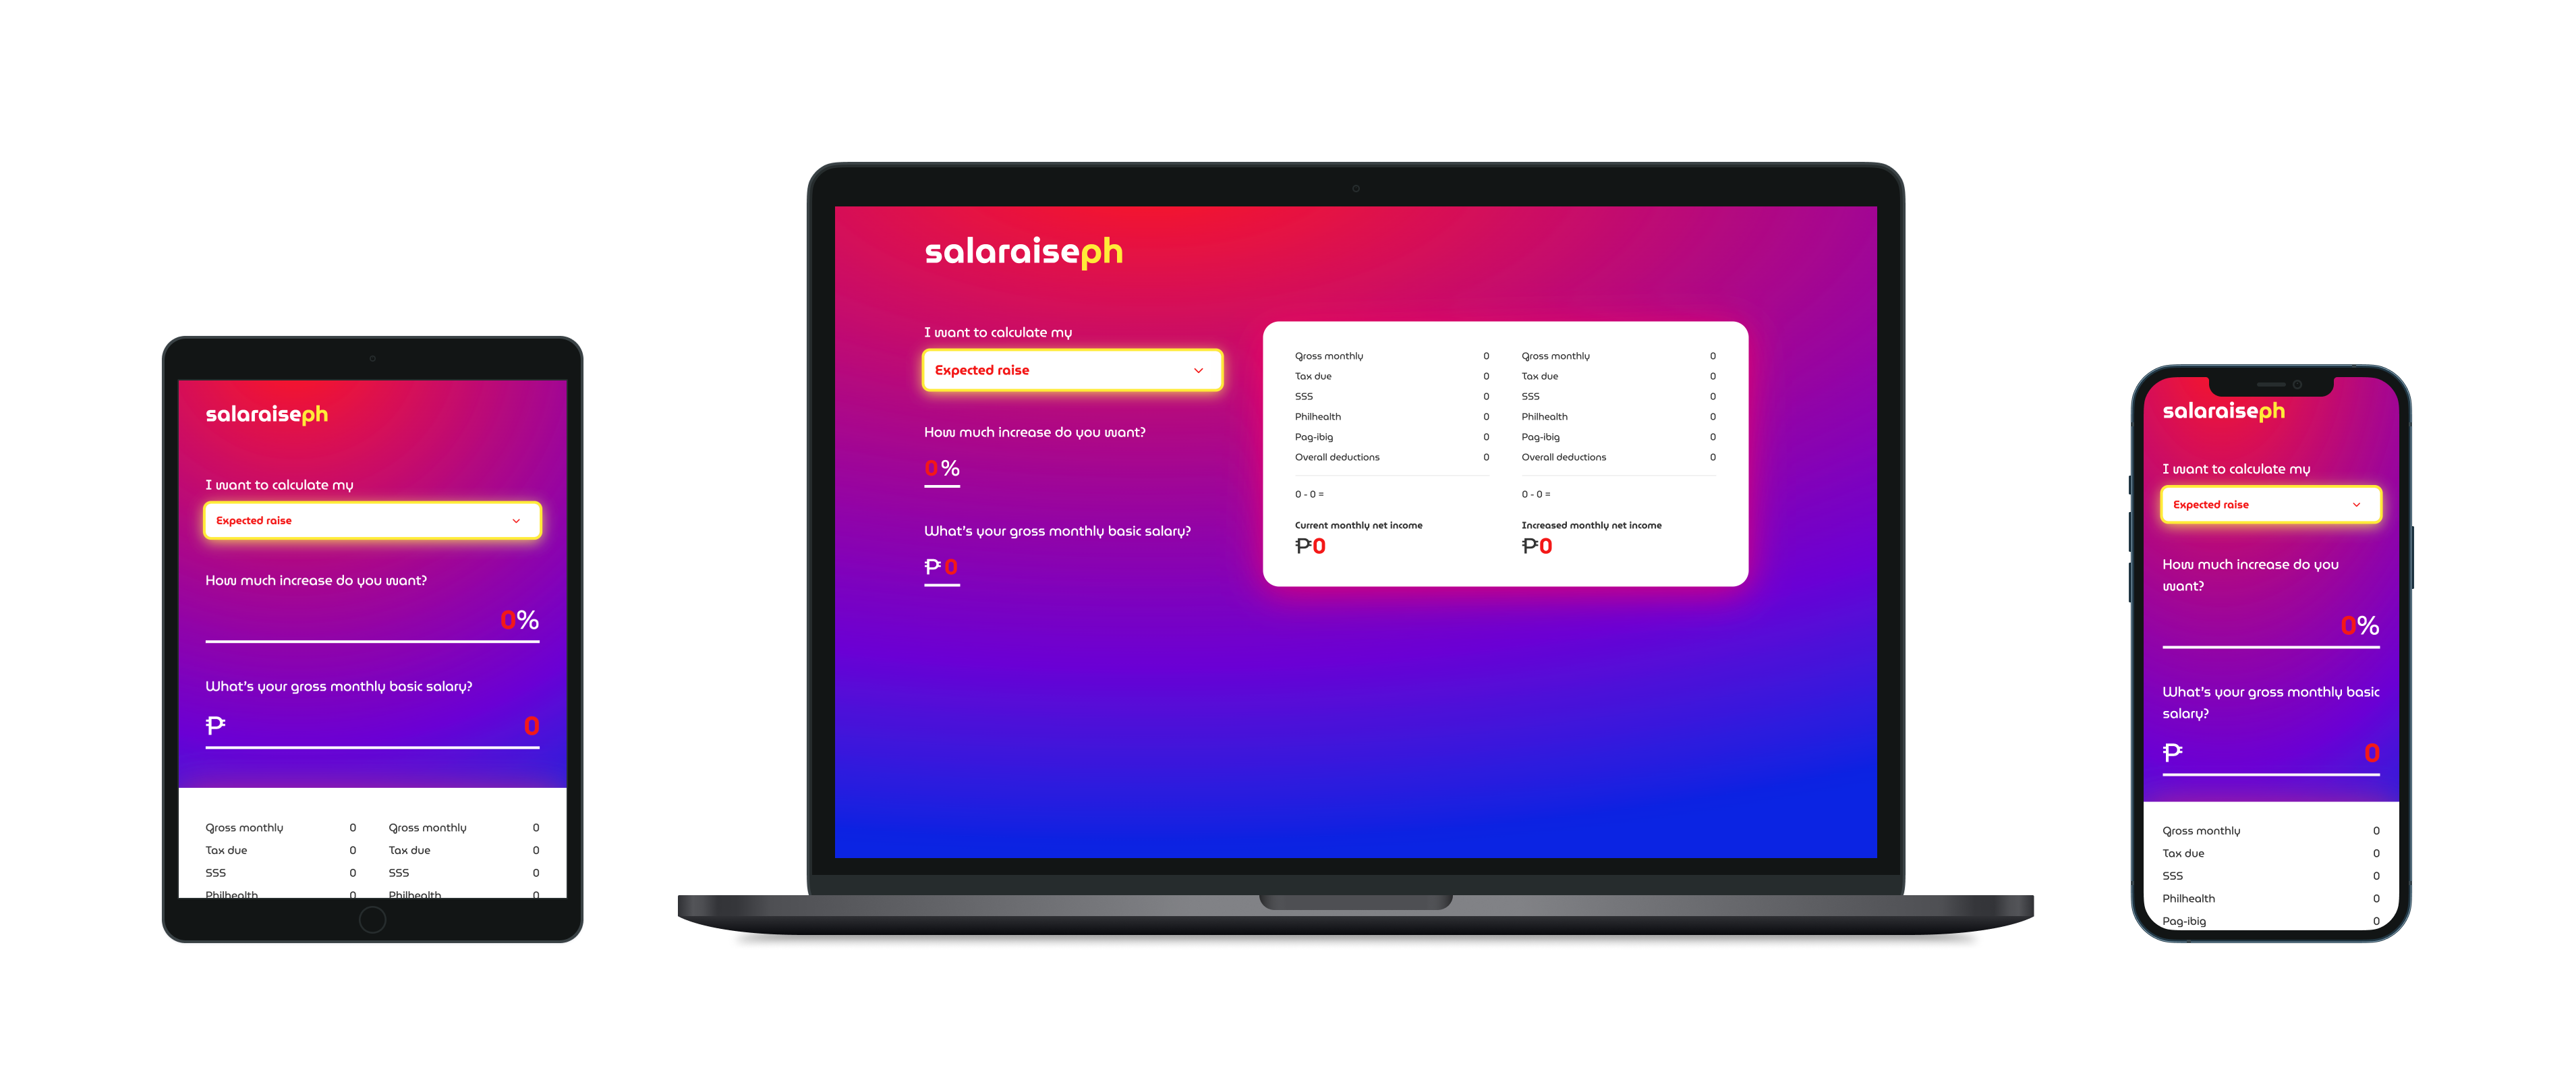 salaraiseph
I want to calculate my
Expected raise
How much increase do you want?
0%
What's your gross monthly basic salary?
₱ 0
Gross monthly 0 Gross monthly 0
Tax due 0 Tax due 0
SSS 0 SSS 0
Philhealth 0 Philhealth 0
salaraiseph
I want to calculate my
Expected raise
How much increase do you want?
0%
What's your gross monthly basic salary?
₱ 0
Gross monthly 0 Gross monthly 0
Tax due 0 Tax due 0
SSS 0 SSS 0
Philhealth 0 Philhealth 0
Pag-ibig 0 Pag-ibig 0
Overall deductions 0 Overall deductions 0
0 - 0 = 0 - 0 =
Current monthly net income Increased monthly net income
₱0 ₱0
salaraiseph
I want to calculate my
Expected raise
How much increase do you
want?
0%
What's your gross monthly basic
salary?
₱ 0
Gross monthly 0
Tax due 0
SSS 0
Philhealth 0
Pag-ibig 0